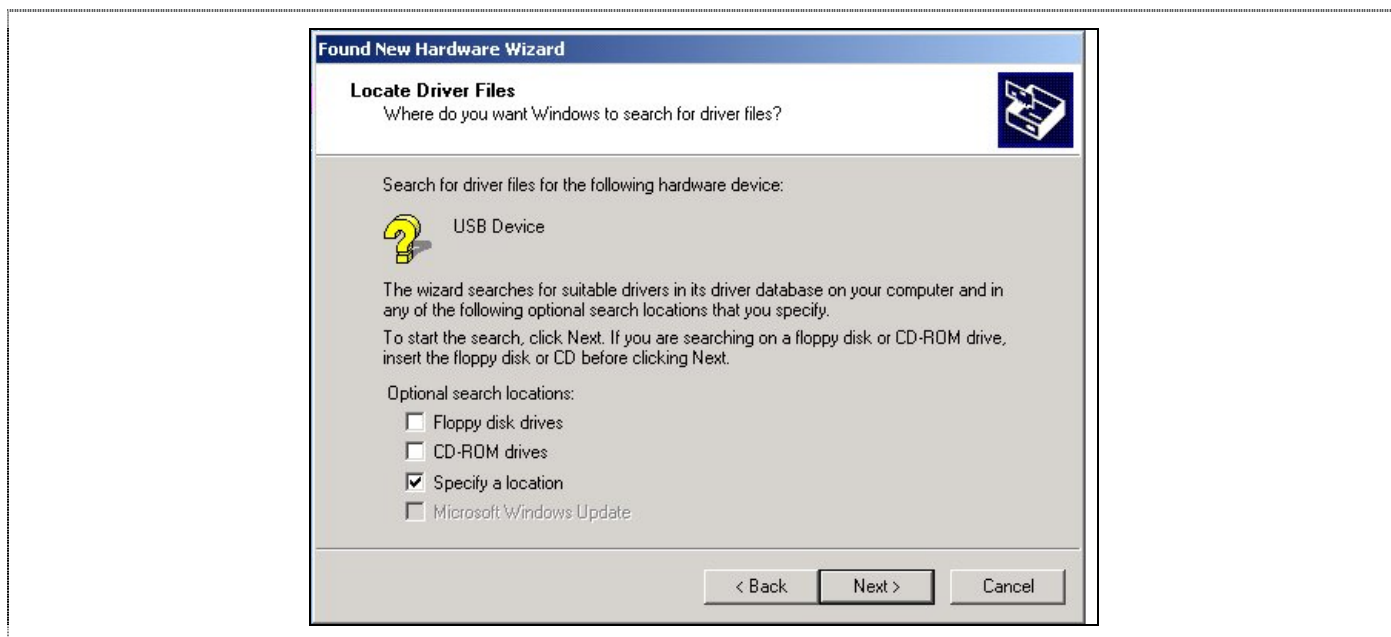 Found New Hardware Wizard
Locate Driver Files
Where do you want Windows to search for driver files?
Search for driver files for the following hardware device:
USB Device
The wizard searches for suitable drivers in its driver database on your computer and in
any of the following optional search locations that you specify.
To start the search, click Next. If you are searching on a floppy disk or CD-ROM drive,
insert the floppy disk or CD before clicking Next.
Optional search locations:
Floppy disk drives
CD-ROM drives
Specify a location
Microsoft Windows Update
< Back Next > Cancel